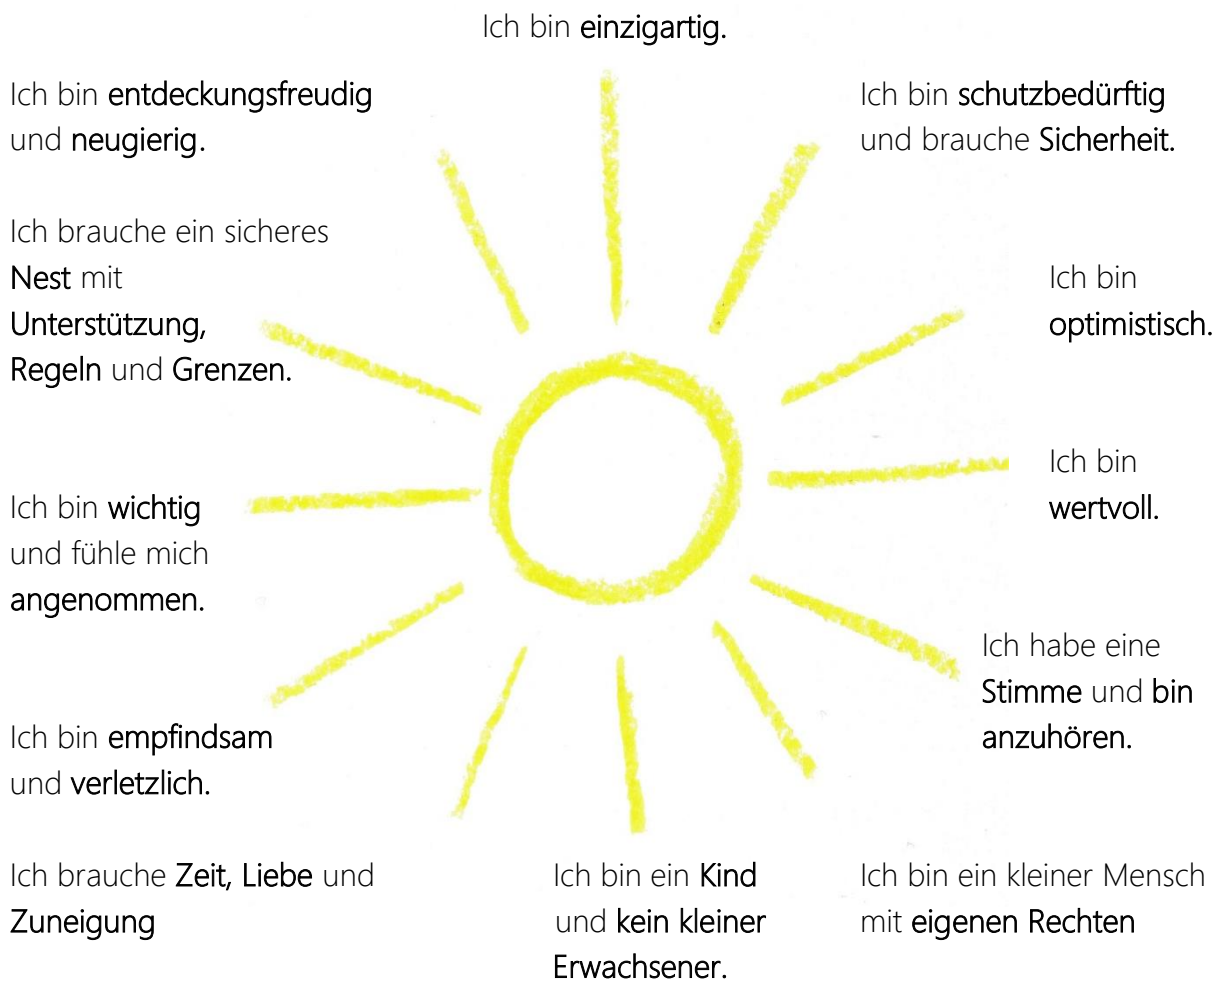 Ich bin einzigartig.
Ich bin entdeckungsfreudig
und neugierig.
Ich bin schutzbedürftig
und brauche Sicherheit.
Ich brauche ein sicheres
Nest mit
Unterstützung,
Regeln und Grenzen.
Ich bin
optimistisch.
Ich bin
wertvoll.
Ich bin wichtig
und fühle mich
angenommen.
Ich habe eine
Stimme und bin
anzuhören.
Ich bin empfindsam
und verletzlich.
Ich brauche Zeit, Liebe und
Zuneigung
Ich bin ein Kind
und kein kleiner
Erwachsener.
Ich bin ein kleiner Mensch
mit eigenen Rechten